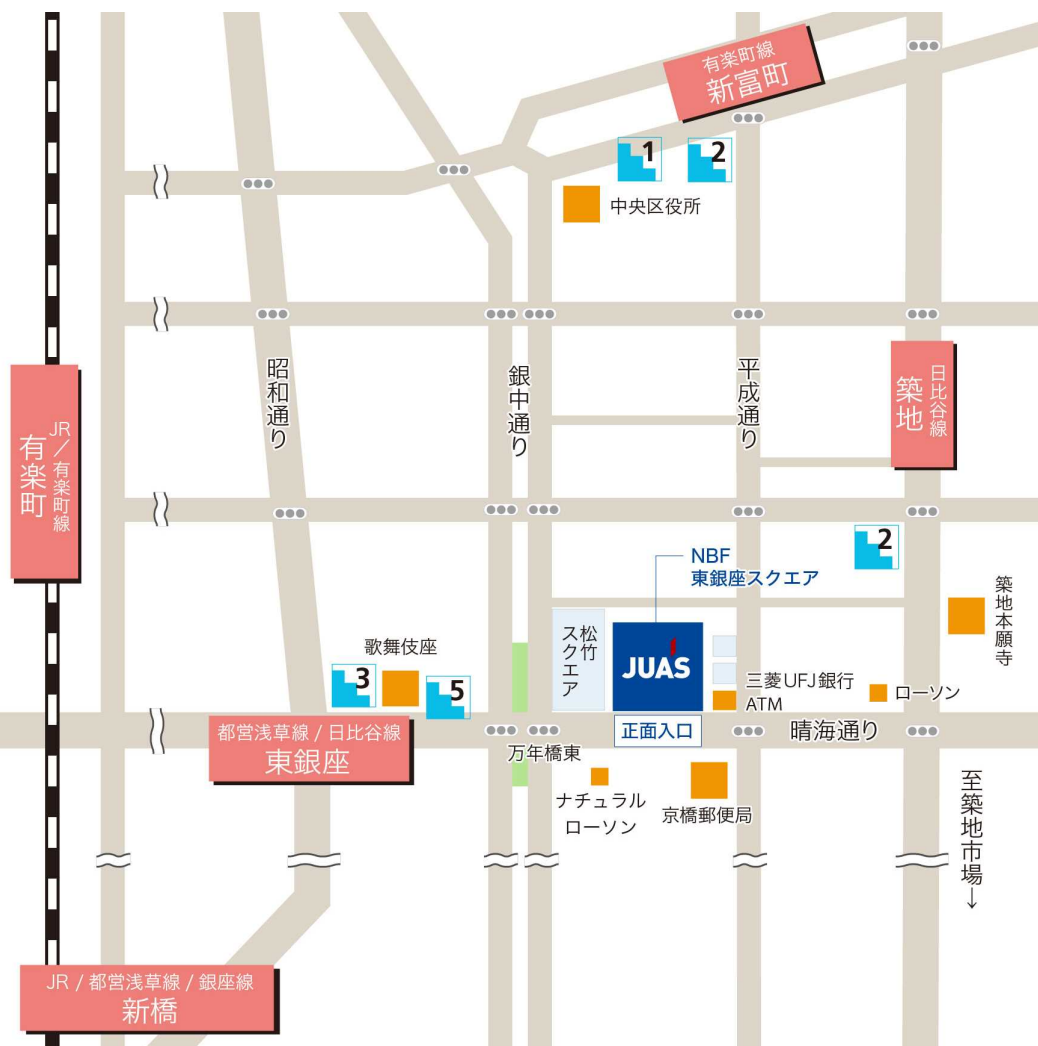 有楽町線
新富町
1
2
中央区役所
昭和通り
銀中通り
平成通り
日比谷線
築地
JR／有楽町線
有楽町
2
NBF
東銀座スクエア
築地本願寺
松竹
スクエア
JUAS
歌舞伎座
3
5
三菱UFJ銀行
ATM
ローソン
都営浅草線 / 日比谷線
東銀座
正面入口
晴海通り
万年橋東
ナチュラル
ローソン
京橋郵便局
至築地市場→
JR / 都営浅草線 / 銀座線
新橋